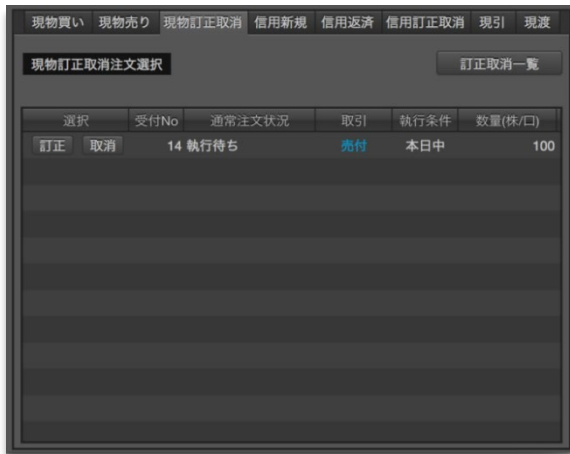 現物買い 現物売り 現物訂正取消 信用新規 信用返済 信用訂正取消 現引 現渡
現物訂正取消注文選択 訂正取消一覧
選択 受付No 通常注文状況 取引 執行条件 数量(株/口)
訂正 取消 14 執行待ち 売付 本日中 100